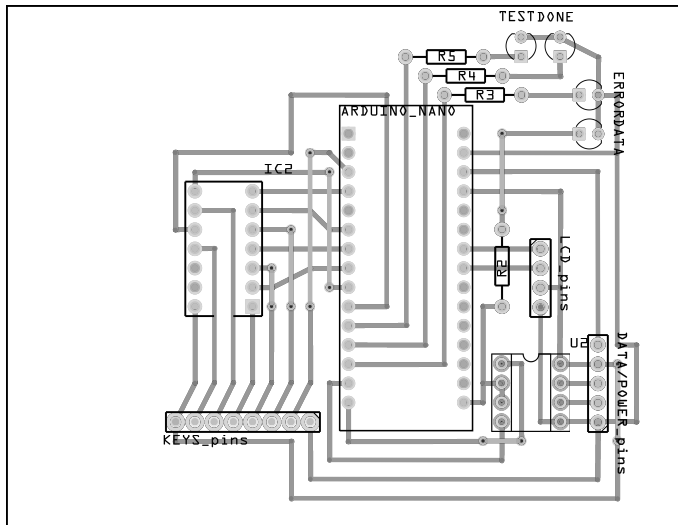 TESTDONE
R5
R4
R3
ERRORDATA
ARDUINO_NANO
IC2
R2
LCD_pins
U2
DATA/POWER_pins
KEYS_pins